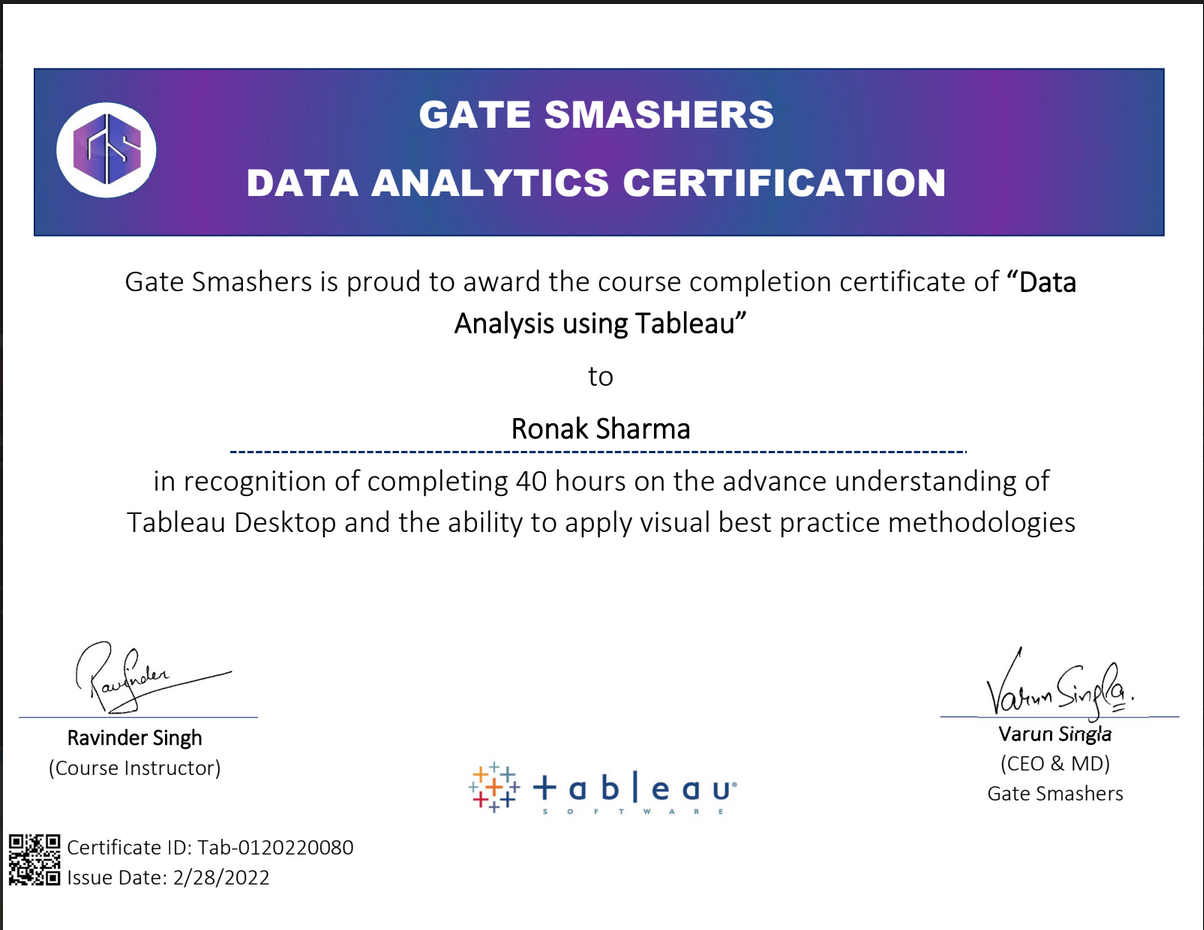 GATE SMASHERS
DATA ANALYTICS CERTIFICATION
Gate Smashers is proud to award the course completion certificate of “Data
Analysis using Tableau”
to
Ronak Sharma
in recognition of completing 40 hours on the advance understanding of
Tableau Desktop and the ability to apply visual best practice methodologies
Ravinder
Ravinder Singh
(Course Instructor)
Varun Singla.
Varun Singla
(CEO & MD)
Gate Smashers
tableau®
SOFTWARE
Certificate ID: Tab-0120220080
Issue Date: 2/28/2022